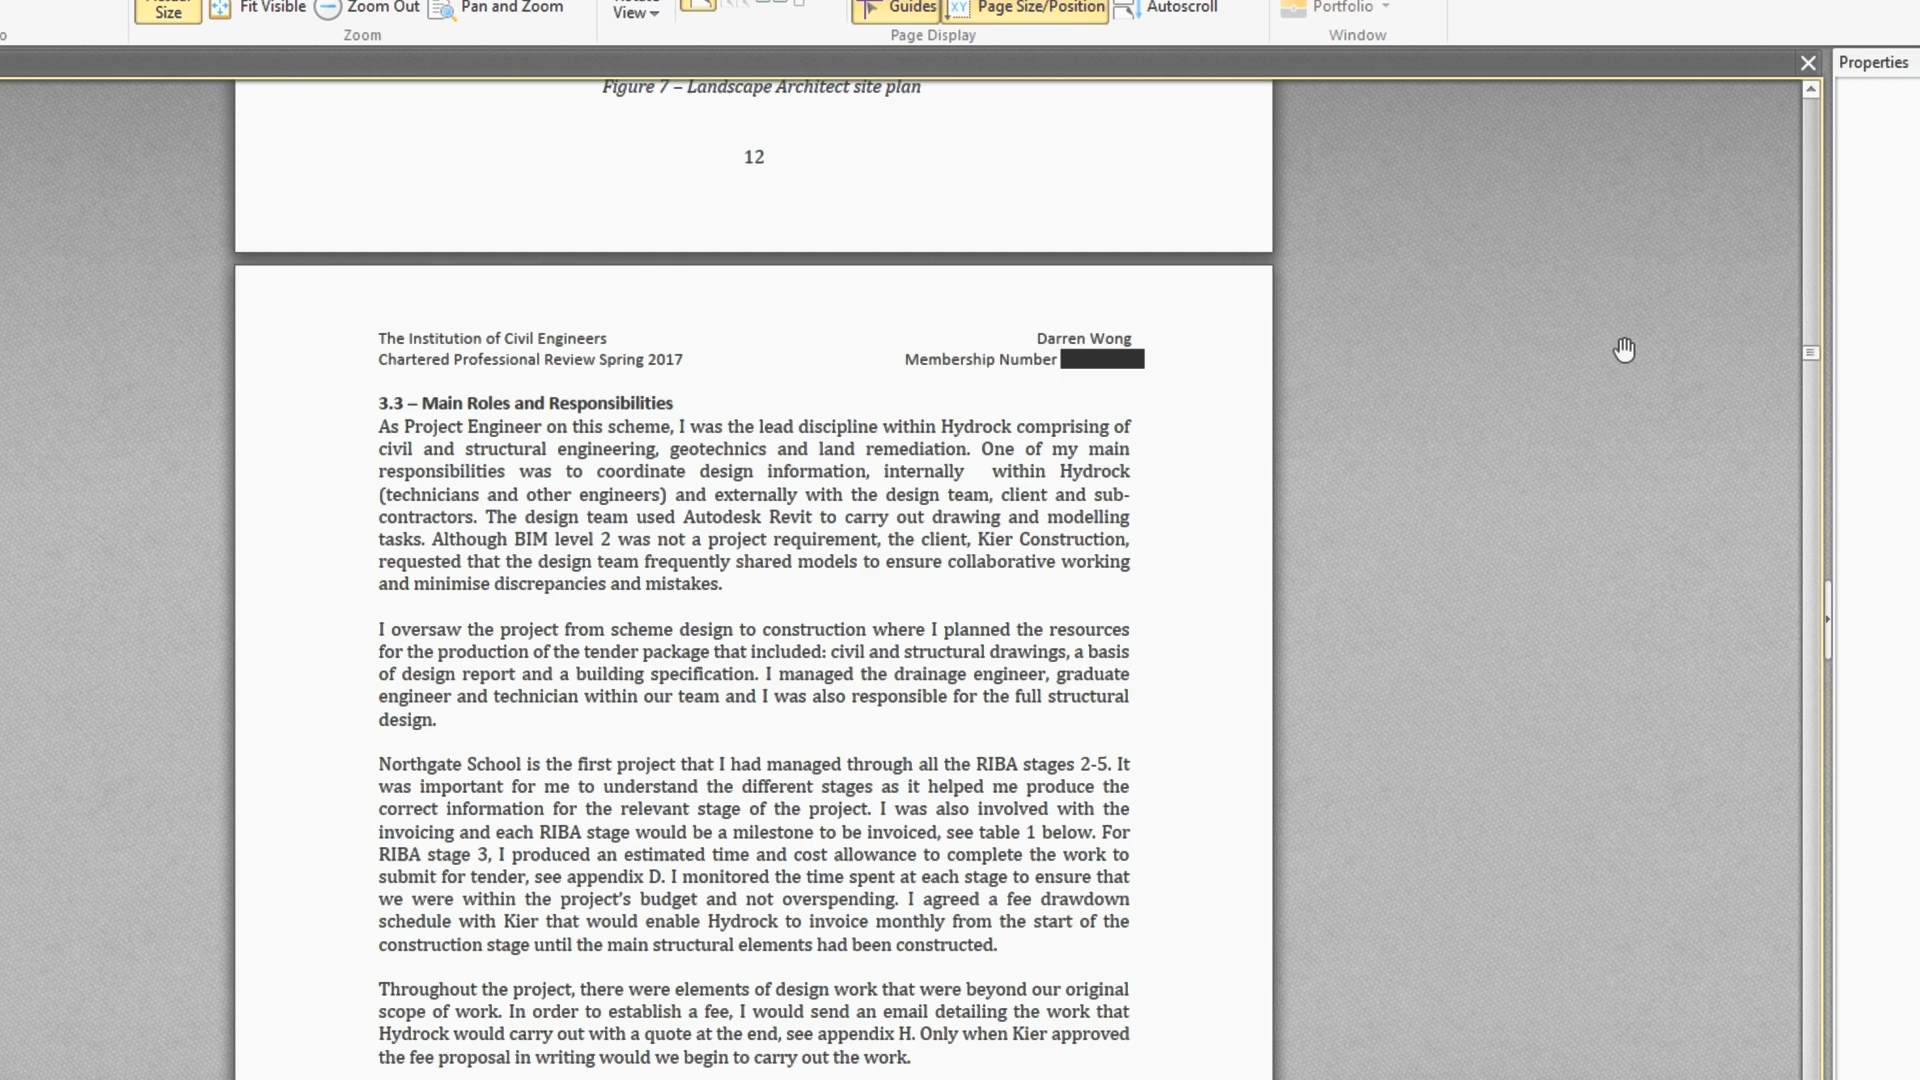 Size
Fit Visible
Zoom Out
Pan and Zoom
View
Guides
Page Size/Position
Autoscroll
Portfolio
Zoom
Page Display
Window
Properties
Figure 7 – Landscape Architect site plan
12
The Institution of Civil Engineers
Darren Wong
Chartered Professional Review Spring 2017
Membership Number
3.3 – Main Roles and Responsibilities
As Project Engineer on this scheme, I was the lead discipline within Hydrock comprising of
civil and structural engineering, geotechnics and land remediation. One of my main
responsibilities was to coordinate design information, internally within Hydrock
(technicians and other engineers) and externally with the design team, client and sub-
contractors. The design team used Autodesk Revit to carry out drawing and modelling
tasks. Although BIM level 2 was not a project requirement, the client, Kier Construction,
requested that the design team frequently shared models to ensure collaborative working
and minimise discrepancies and mistakes.
I oversaw the project from scheme design to construction where I planned the resources
for the production of the tender package that included: civil and structural drawings, a basis
of design report and a building specification. I managed the drainage engineer, graduate
engineer and technician within our team and I was also responsible for the full structural
design.
Northgate School is the first project that I had managed through all the RIBA stages 2-5. It
was important for me to understand the different stages as it helped me produce the
correct information for the relevant stage of the project. I was also involved with the
invoicing and each RIBA stage would be a milestone to be invoiced, see table 1 below. For
RIBA stage 3, I produced an estimated time and cost allowance to complete the work to
submit for tender, see appendix D. I monitored the time spent at each stage to ensure that
we were within the project's budget and not overspending. I agreed a fee drawdown
schedule with Kier that would enable Hydrock to invoice monthly from the start of the
construction stage until the main structural elements had been constructed.
Throughout the project, there were elements of design work that were beyond our original
scope of work. In order to establish a fee, I would send an email detailing the work that
Hydrock would carry out with a quote at the end, see appendix H. Only when Kier approved
the fee proposal in writing would we begin to carry out the work.